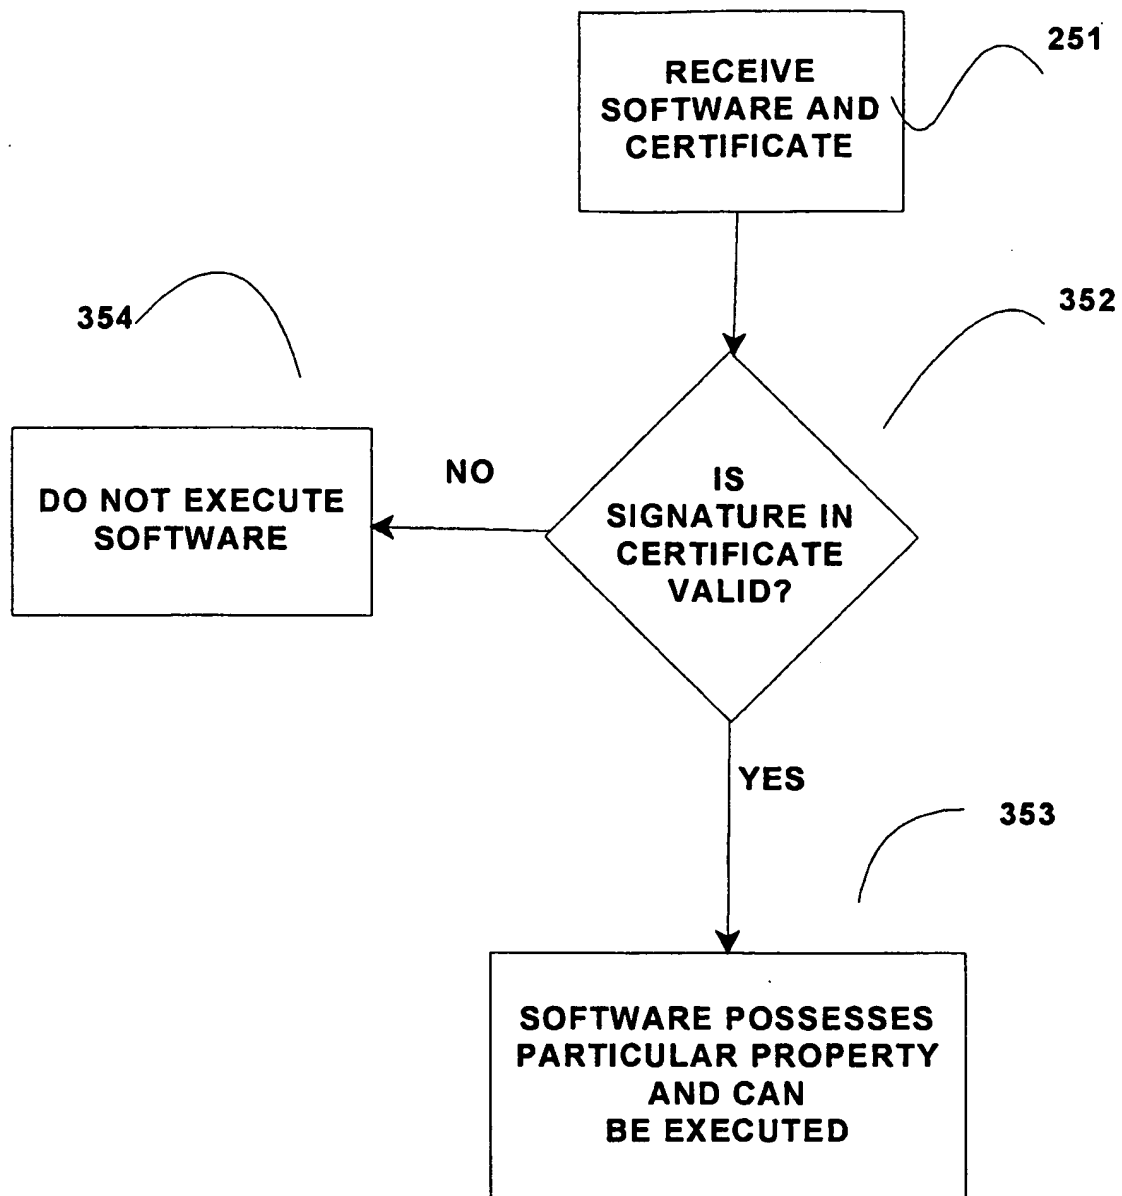 251
RECEIVE
SOFTWARE AND
CERTIFICATE
352
354
NO
IS
SIGNATURE IN
CERTIFICATE
VALID?
DO NOT EXECUTE
SOFTWARE
YES
353
SOFTWARE POSSESSES
PARTICULAR PROPERTY
AND CAN
BE EXECUTED